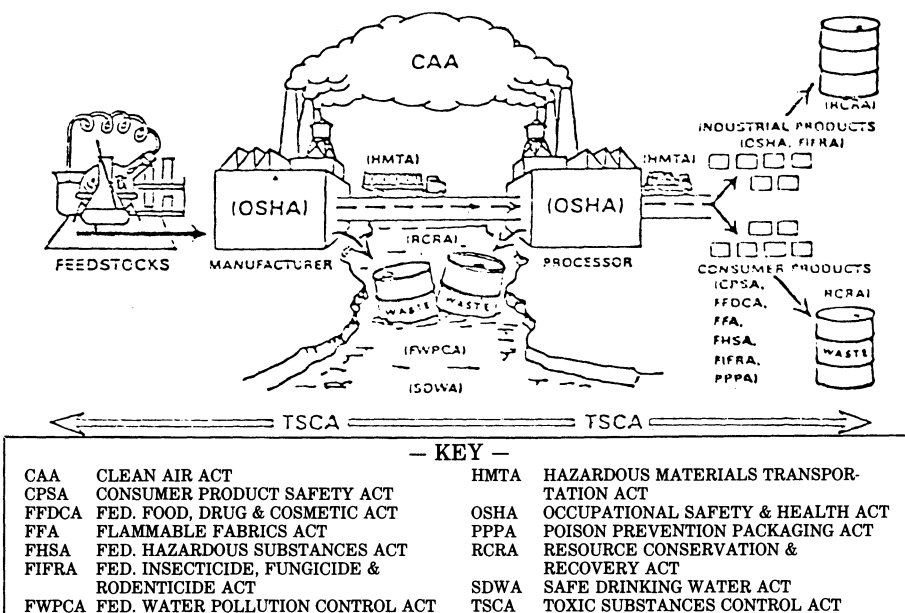 CAA
(RCRA)
INDUSTRIAL PRODUCTS
(OSHA, FIFRA)
(HMTA)
(HMTA)
(OSHA)
(OSHA)
(RCRA)
FEEDSTOCKS
MANUFACTURER
PROCESSOR
CONSUMER PRODUCTS
(CPSA,
FFDCA,
FFA,
FHSA,
FIFRA,
PPPA)
RCRA)
WASTE
WASTE
WASTE
(FWPCA)
(SDWA)
TSCA
TSCA
— KEY —
CAA CLEAN AIR ACT
CPSA CONSUMER PRODUCT SAFETY ACT
FFDCA FED. FOOD, DRUG & COSMETIC ACT
FFA FLAMMABLE FABRICS ACT
FHSA FED. HAZARDOUS SUBSTANCES ACT
FIFRA FED. INSECTICIDE, FUNGICIDE &
RODENTICIDE ACT
FWPCA FED. WATER POLLUTION CONTROL ACT
HMTA HAZARDOUS MATERIALS TRANSPOR-
TATION ACT
OSHA OCCUPATIONAL SAFETY & HEALTH ACT
PPPA POISON PREVENTION PACKAGING ACT
RCRA RESOURCE CONSERVATION &
RECOVERY ACT
SDWA SAFE DRINKING WATER ACT
TSCA TOXIC SUBSTANCES CONTROL ACT